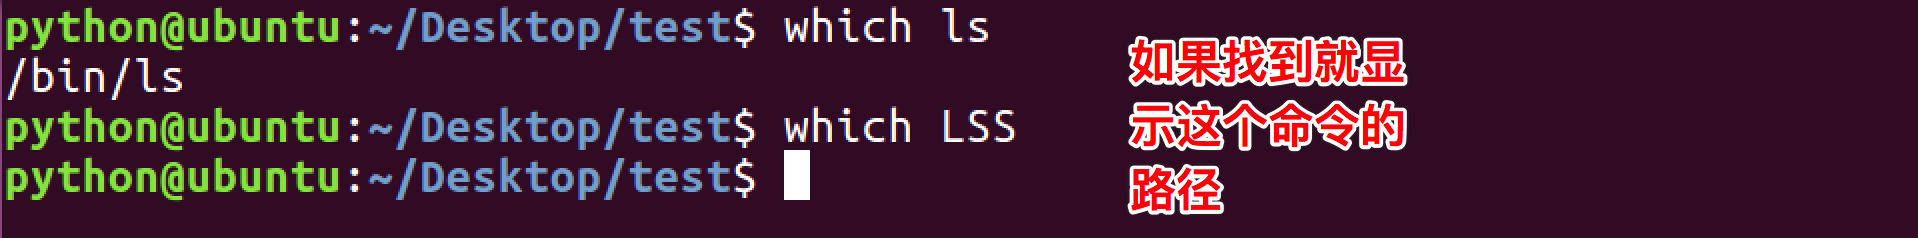 python@ubuntu:~/Desktop/test$ which ls
/bin/ls
python@ubuntu:~/Desktop/test$ which LSS
python@ubuntu:~/Desktop/test$
如果找到就显
示这个命令的
路径